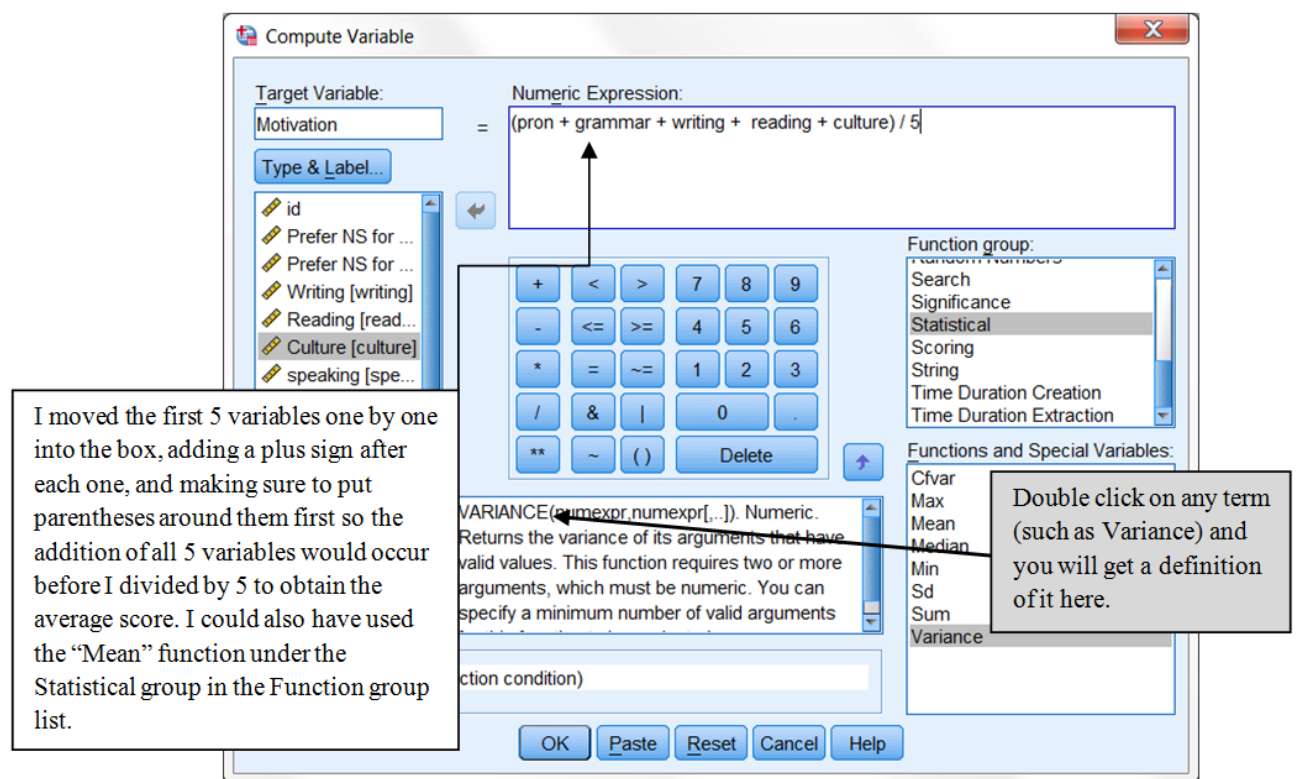 Compute Variable
X
Target Variable:
Motivation
=
Numeric Expression:
(pron + grammar + writing + reading + culture) / 5
Type & Label...
id
Prefer NS for ...
Prefer NS for ...
Writing [writing]
Reading [read...
Culture [culture]
speaking [spe...
+ < > 7 8 9
- <= >= 4 5 6
* = ~= 1 2 3
/ & | 0 .
** ~ ( ) Delete
Function group:
Random Numbers
Search
Significance
Statistical
Scoring
String
Time Duration Creation
Time Duration Extraction
Functions and Special Variables:
Cfvar
Max
Mean
Median
Min
Sd
Sum
Variance
VARIANCE(numexpr,numexpr[,..]). Numeric.
Returns the variance of its arguments that have
valid values. This function requires two or more
arguments, which must be numeric. You can
specify a minimum number of valid arguments
ction condition)
OK Paste Reset Cancel Help
I moved the first 5 variables one by one
into the box, adding a plus sign after
each one, and making sure to put
parentheses around them first so the
addition of all 5 variables would occur
before I divided by 5 to obtain the
average score. I could also have used
the “Mean” function under the
Statistical group in the Function group
list.
Double click on any term
(such as Variance) and
you will get a definition
of it here.